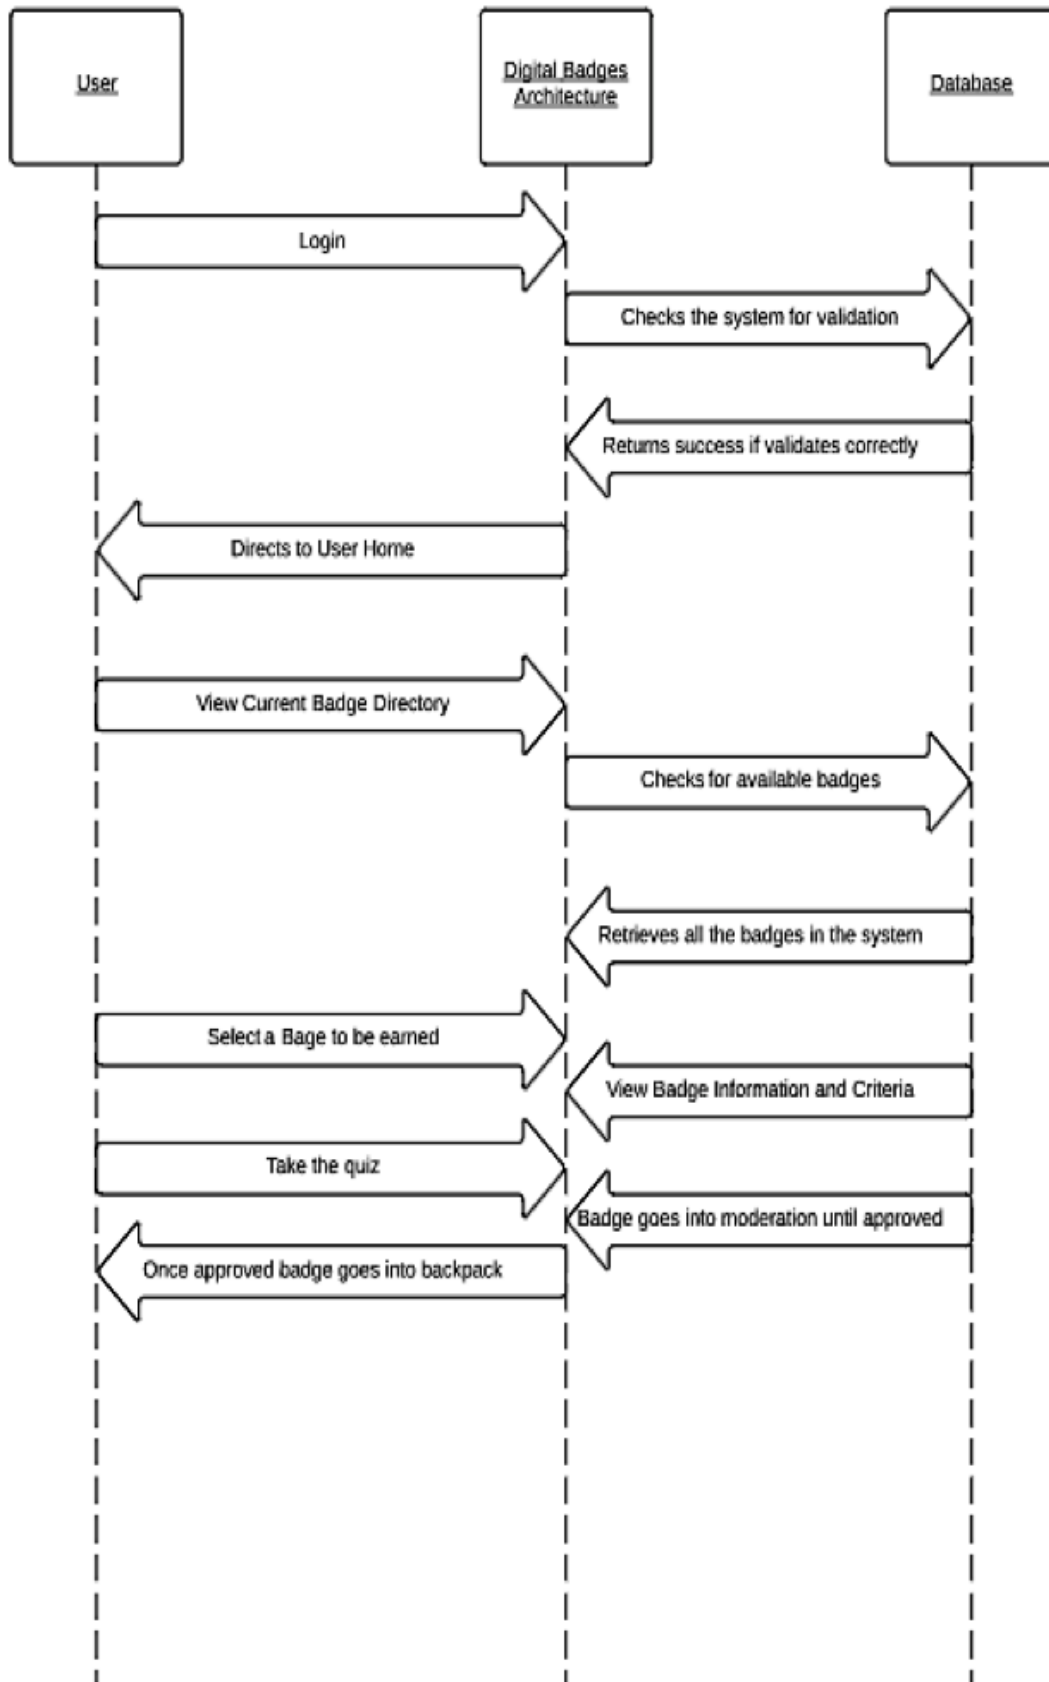 User
Digital Badges
Architecture
Database
Login
Checks the system for validation
Returns success if validates correctly
Directs to User Home
View Current Badge Directory
Checks for available badges
Retrieves all the badges in the system
Select a Bage to be earned
View Badge Information and Criteria
Take the quiz
Badge goes into moderation until approved
Once approved badge goes into backpack